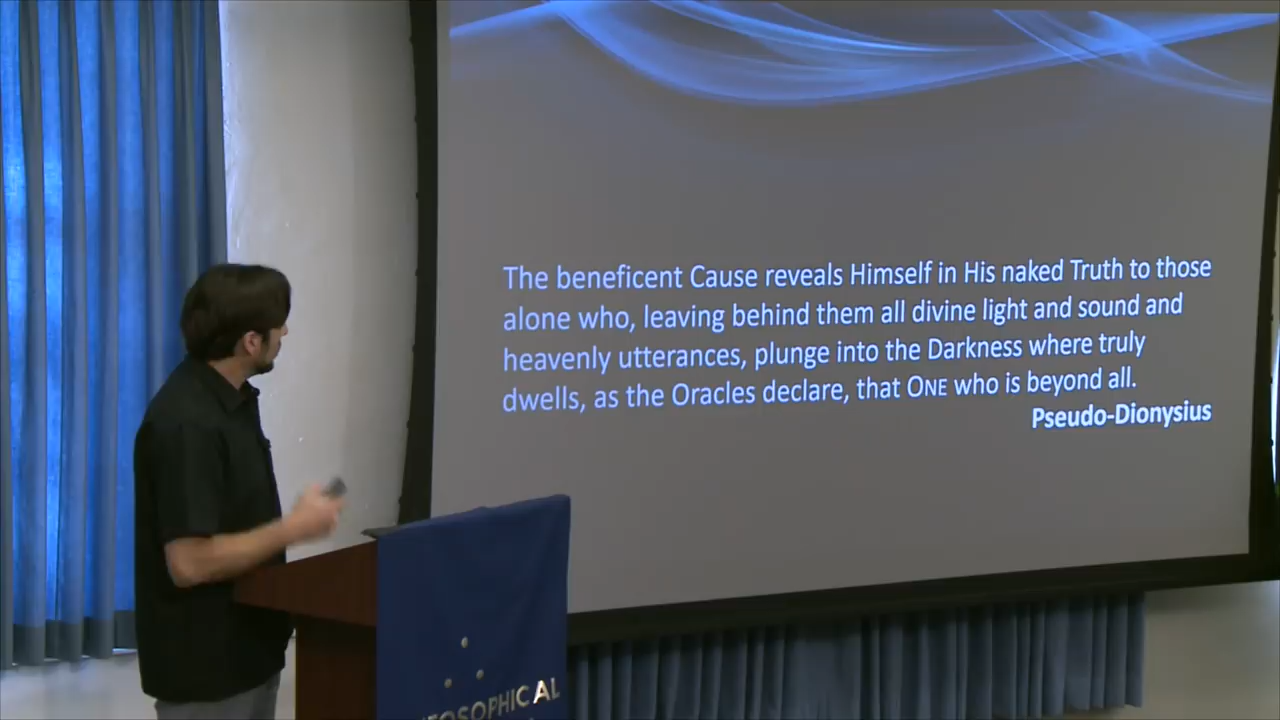 The beneficent Cause reveals Himself in His naked Truth to those
alone who, leaving behind them all divine light and sound and
heavenly utterances, plunge into the Darkness where truly
dwells, as the Oracles declare, that ONE who is beyond all.
Pseudo-Dionysius